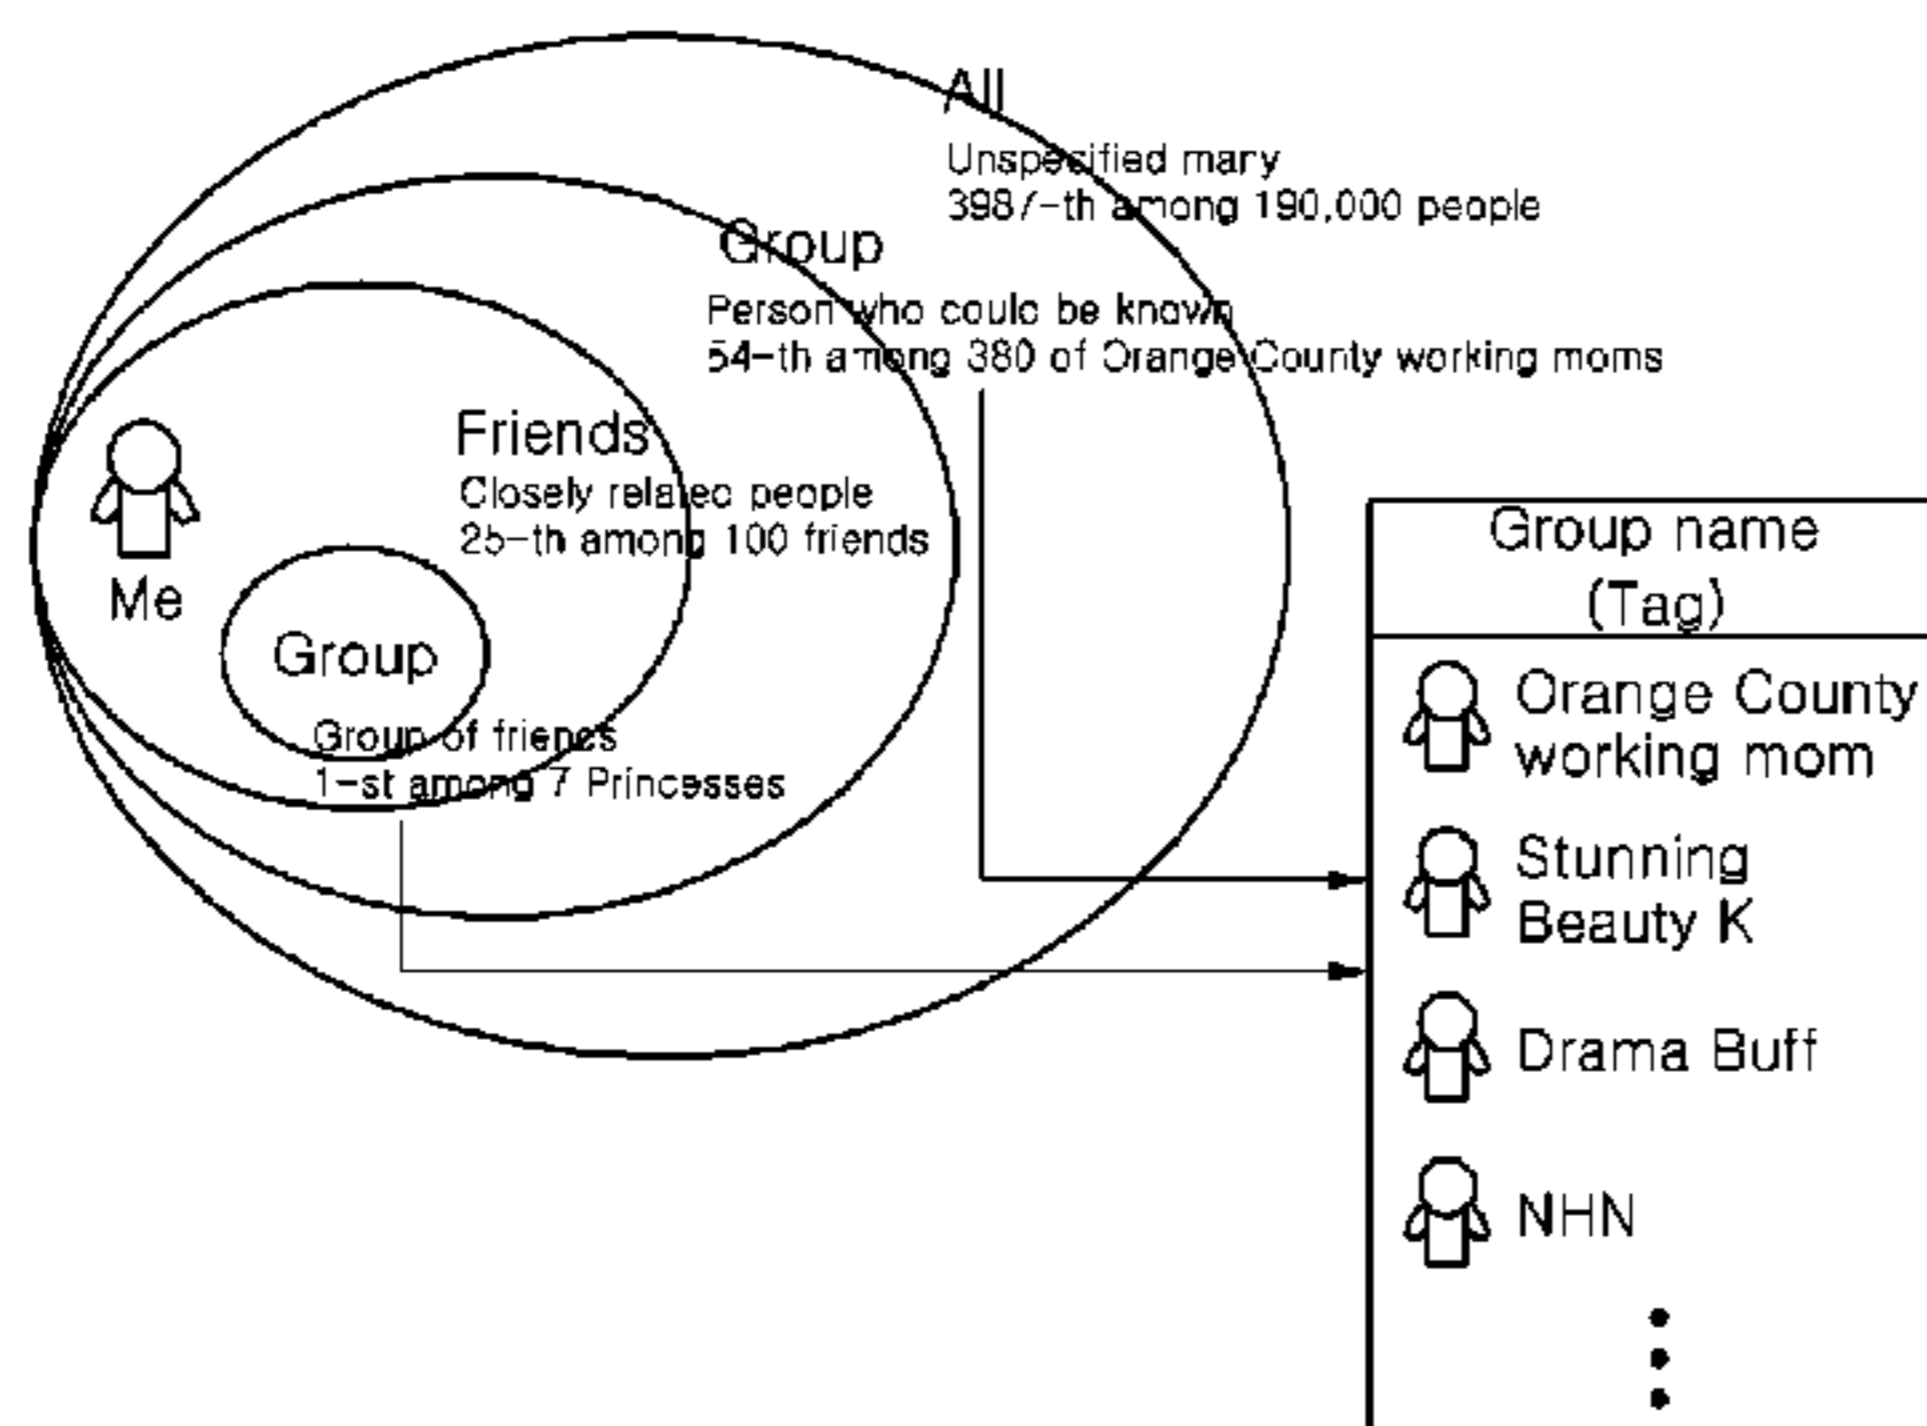 All
Unspecified mary
3987-th among 190,000 people
Group
Person who could be known
54-th among 380 of Orange County working moms
Friends
Closely related people
25-th among 100 friends
Me
Group
Group of friends
1-st among 7 Princesses
Group name
(Tag)
Orange County
working mom
Stunning
Beauty K
Drama Buff
NHN